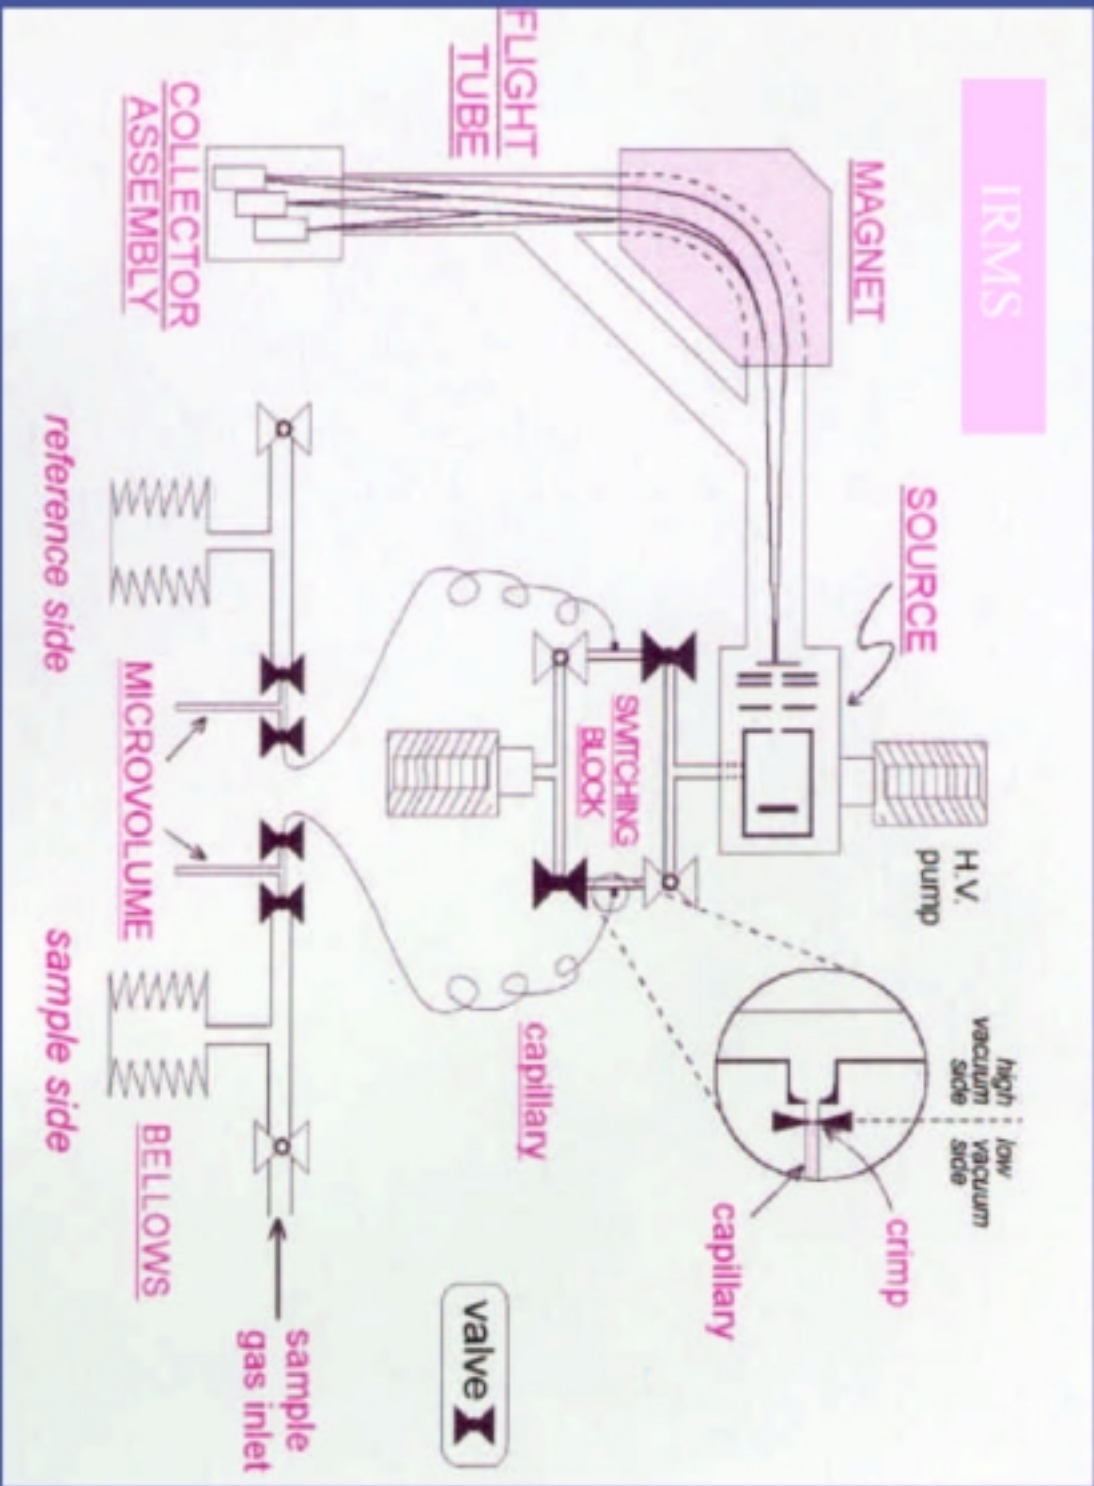 IRMS
MAGNET
FLIGHT
TUBE
COLLECTOR
ASSEMBLY
SOURCE
H.V.
pump
high
vacuum
side
low
vacuum
side
crimp
capillary
SWITCHING
BLOCK
capillary
reference side
MICROVOLUME
sample side
BELLOWS
sample
gas inlet
valve